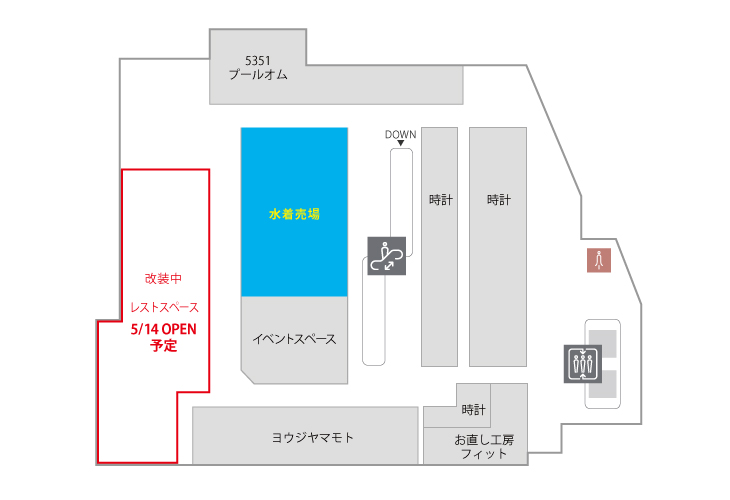 5351
プールオム
DOWN
時計
時計
水着売場
改装中
レストスペース
5/14 OPEN
予定
イベントスペース
時計
ヨウジヤマモト
お直し工房
フィット